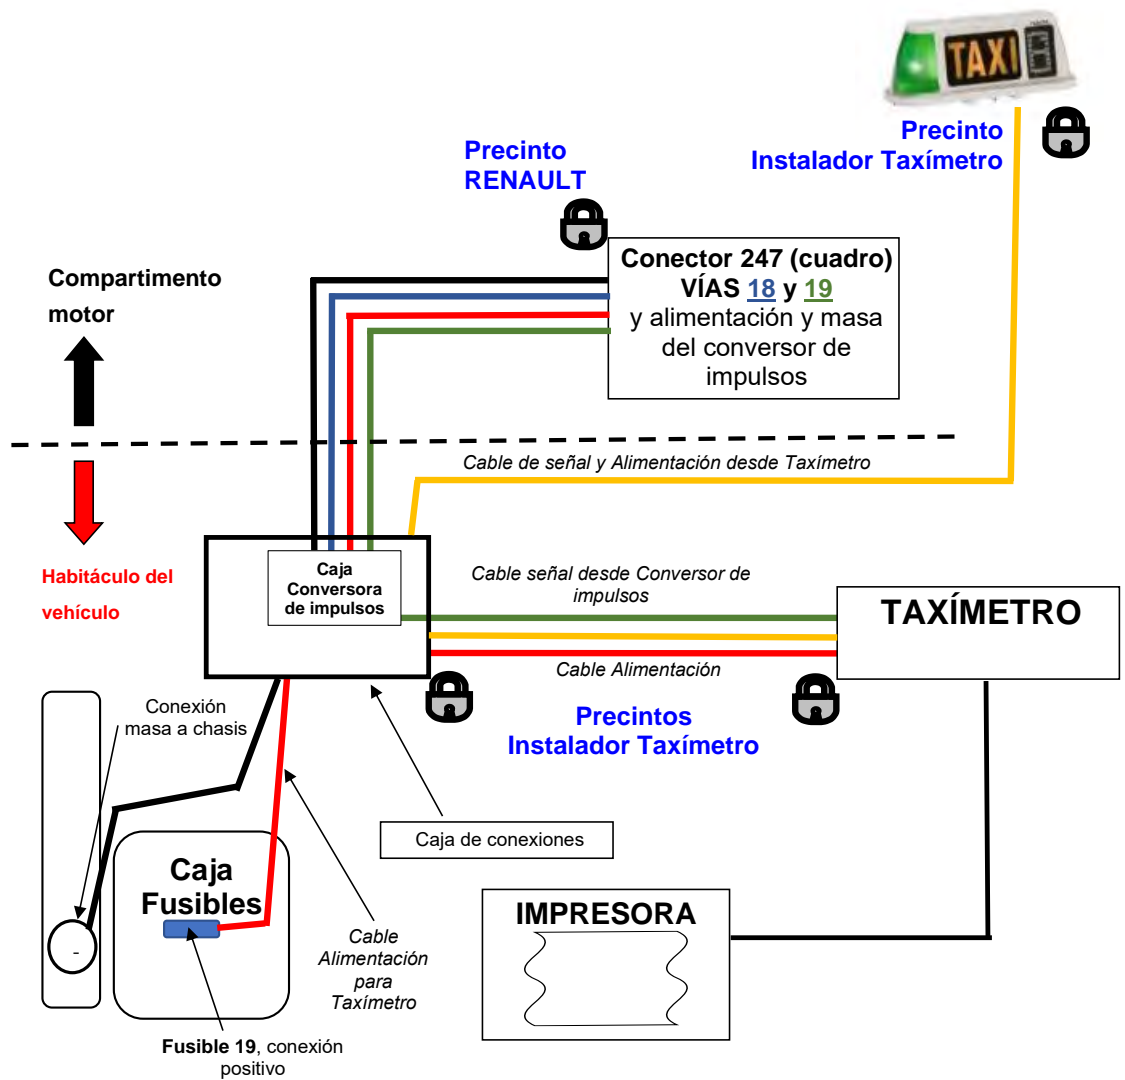 TAXI
Precinto
Instalador Taxímetro
Precinto
RENAULT
Conector 247 (cuadro)
VÍAS 18 y 19
y alimentación y masa
del conversor de
impulsos
Compartimento
motor
Cable de señal y Alimentación desde Taxímetro
Habitáculo del
vehículo
Caja
Conversora
de impulsos
Cable señal desde Conversor de
impulsos
TAXÍMETRO
Cable Alimentación
Precintos
Instalador Taxímetro
Conexión
masa a chasis
Caja de conexiones
Caja
Fusibles
-
IMPRESORA
Cable
Alimentación
para
Taxímetro
Fusible 19, conexión
positivo